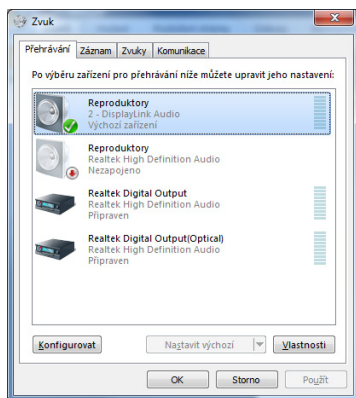 Zvuk
Přehrávání Záznam Zvuky Komunikace
Po výběru zařízení pro přehrávání níže můžete upravit jeho nastavení:
Reproduktory
2 - DisplayLink Audio
Výchozí zařízení
Reproduktory
Realtek High Definition Audio
Nezapojeno
Realtek Digital Output
Realtek High Definition Audio
Připraven
Realtek Digital Output(Optical)
Realtek High Definition Audio
Připraven
Konfigurovat Nastavit výchozí Vlastnosti
OK Storno Použít